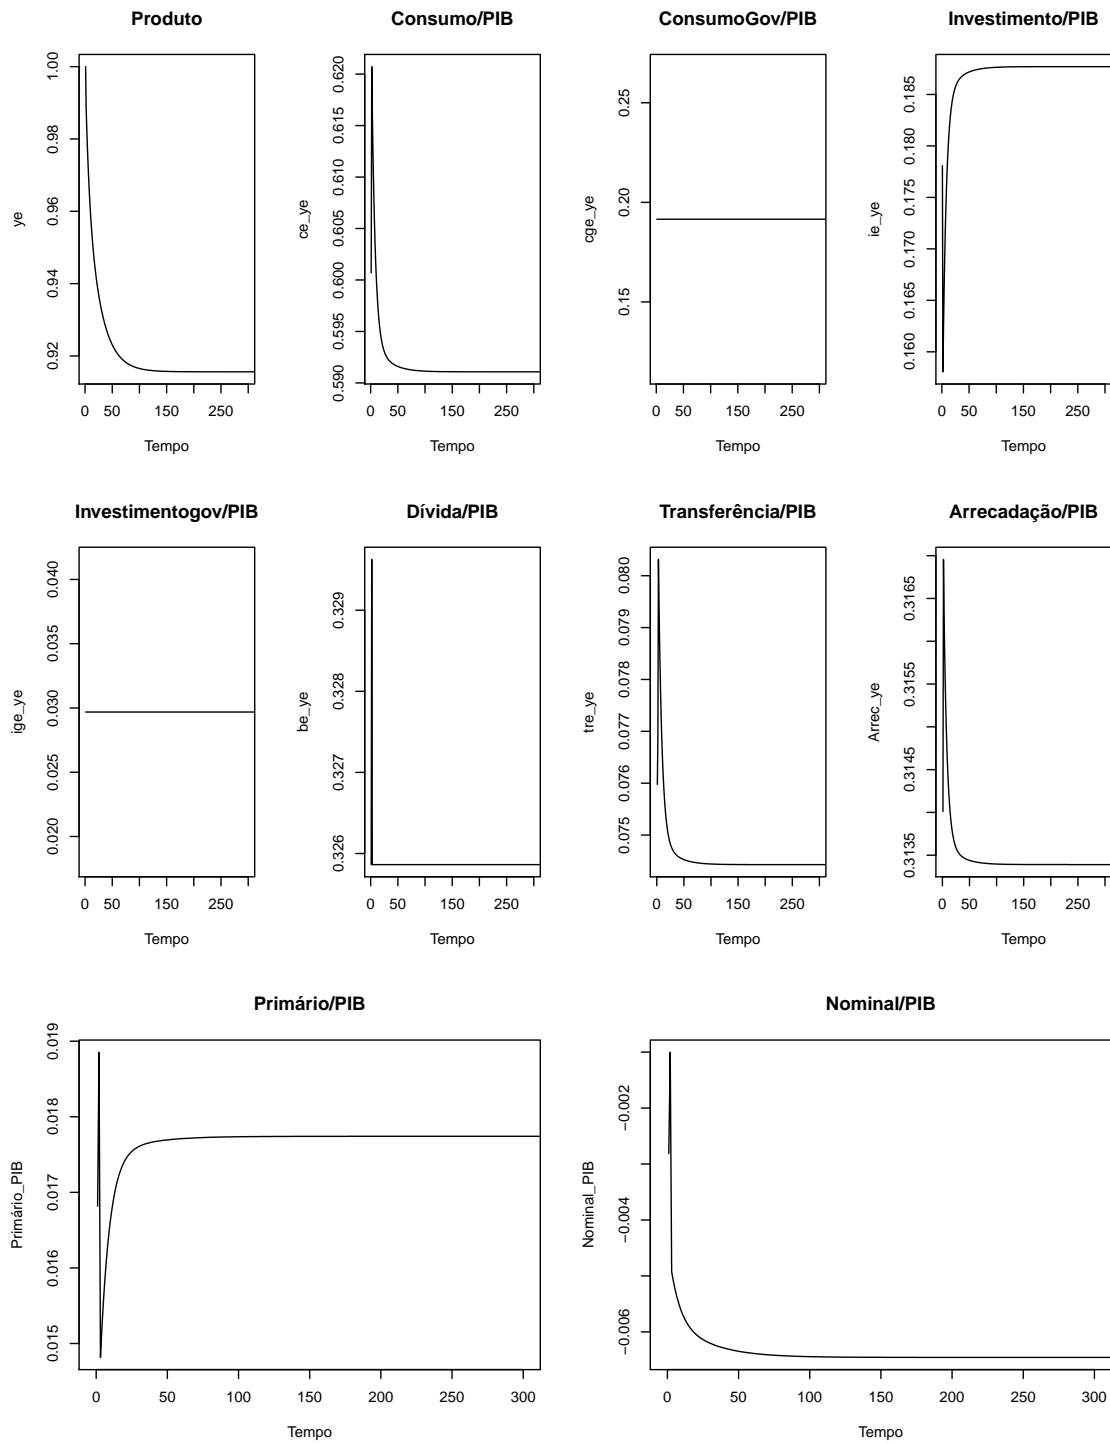 Produto
ye
0.92 0.94 0.96 0.98 1.00
0 50 150 250
Tempo
Consumo/PIB
ce_ye
0.590 0.595 0.600 0.605 0.610 0.615 0.620
0 50 150 250
Tempo
ConsumoGov/PIB
cge_ye
0.15 0.20 0.25
0 50 150 250
Tempo
Investimento/PIB
ie_ye
0.160 0.165 0.170 0.175 0.180 0.185
0 50 150 250
Tempo
Investimentogov/PIB
ige_ye
0.020 0.025 0.030 0.035 0.040
0 50 150 250
Tempo
Dívida/PIB
be_ye
0.326 0.327 0.328 0.329
0 50 150 250
Tempo
Transferência/PIB
tre_ye
0.075 0.076 0.077 0.078 0.079 0.080
0 50 150 250
Tempo
Arrecadação/PIB
Arrec_ye
0.3135 0.3145 0.3155 0.3165
0 50 150 250
Tempo
Primário/PIB
Primário_PIB
0.015 0.016 0.017 0.018 0.019
0 50 100 150 200 250 300
Tempo
Nominal/PIB
Nominal_PIB
−0.006 −0.004 −0.002
0 50 100 150 200 250 300
Tempo